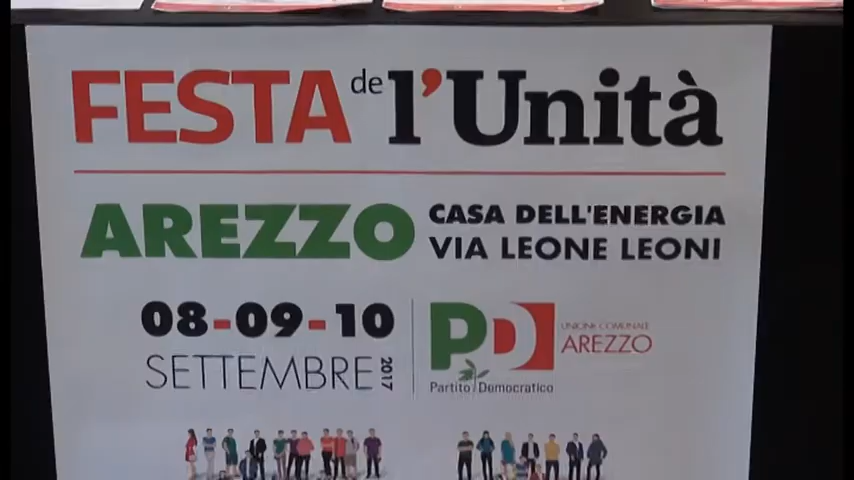 FESTA de l'Unità
AREZZO
CASA DELL'ENERGIA
VIA LEONE LEONI
08-09-10
SETTEMBRE 2017
PD
Partito Democratico
UNIONE COMUNALE
AREZZO